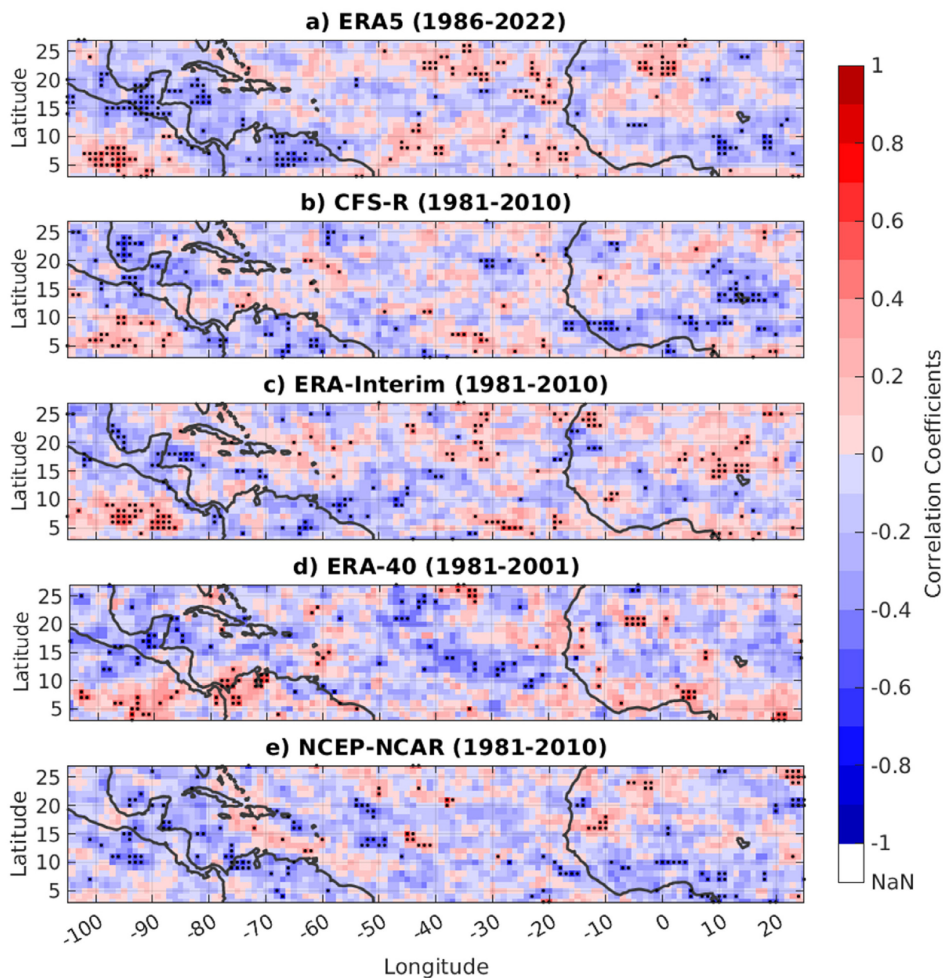 a) ERA5 (1986-2022)
25
20
15
10
5
Latitude
b) CFS-R (1981-2010)
25
20
15
10
5
Latitude
c) ERA-Interim (1981-2010)
25
20
15
10
5
Latitude
d) ERA-40 (1981-2001)
25
20
15
10
5
Latitude
e) NCEP-NCAR (1981-2010)
25
20
15
10
5
Latitude
-100 -90 -80 -70 -60 -50 -40 -30 -20 -10 0 10 20
Longitude
1
0.8
0.6
0.4
0.2
0
-0.2
-0.4
-0.6
-0.8
-1
NaN
Correlation Coefficients